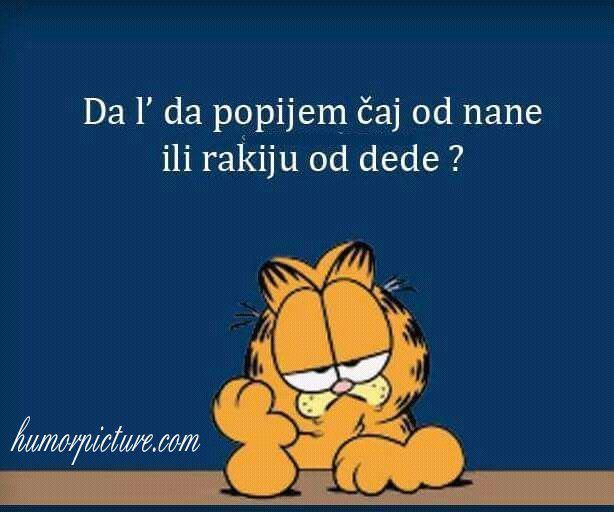 Da l’ da popijem čaj od nane
ili rakiju od dede ?
humorpicture.com